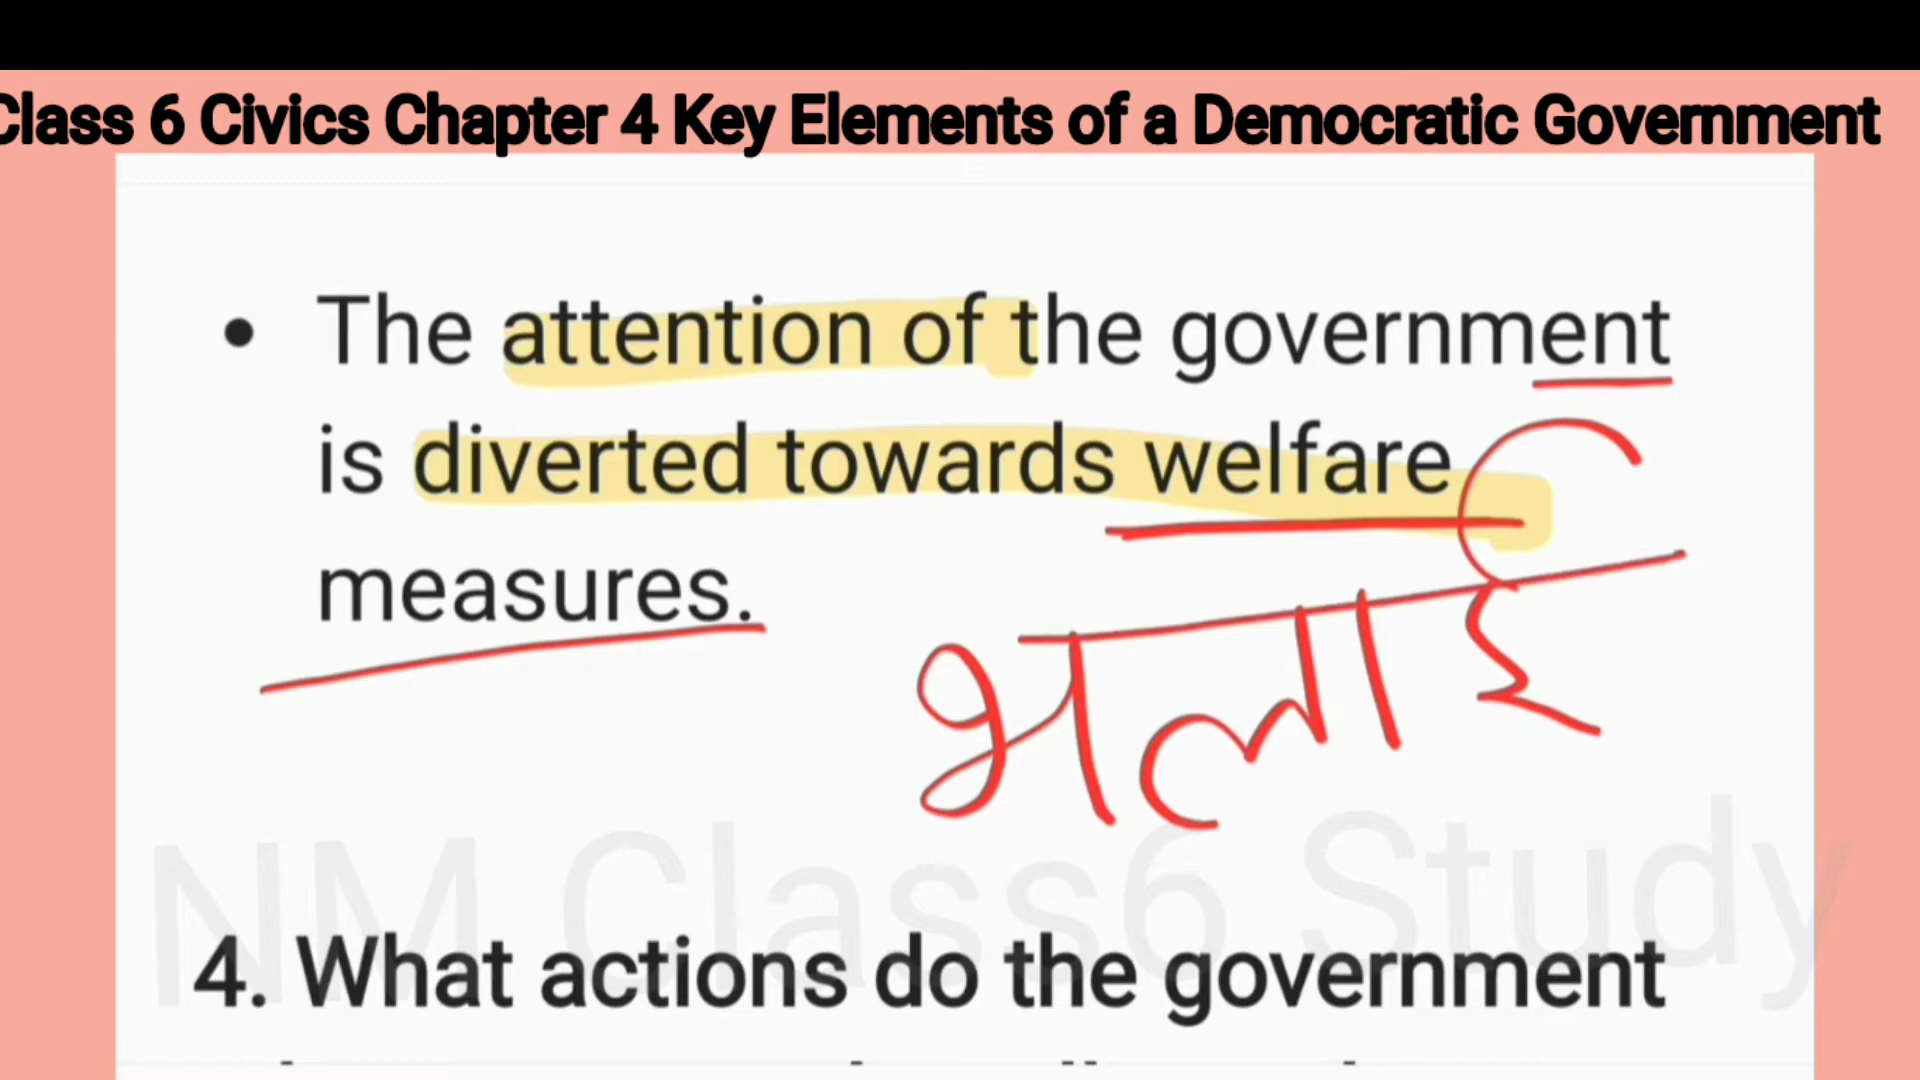 Class 6 Civics Chapter 4 Key Elements of a Democratic Government
• The attention of the government
is diverted towards welfare
measures.
भलाई
NM Class6 Study
4. What actions do the government